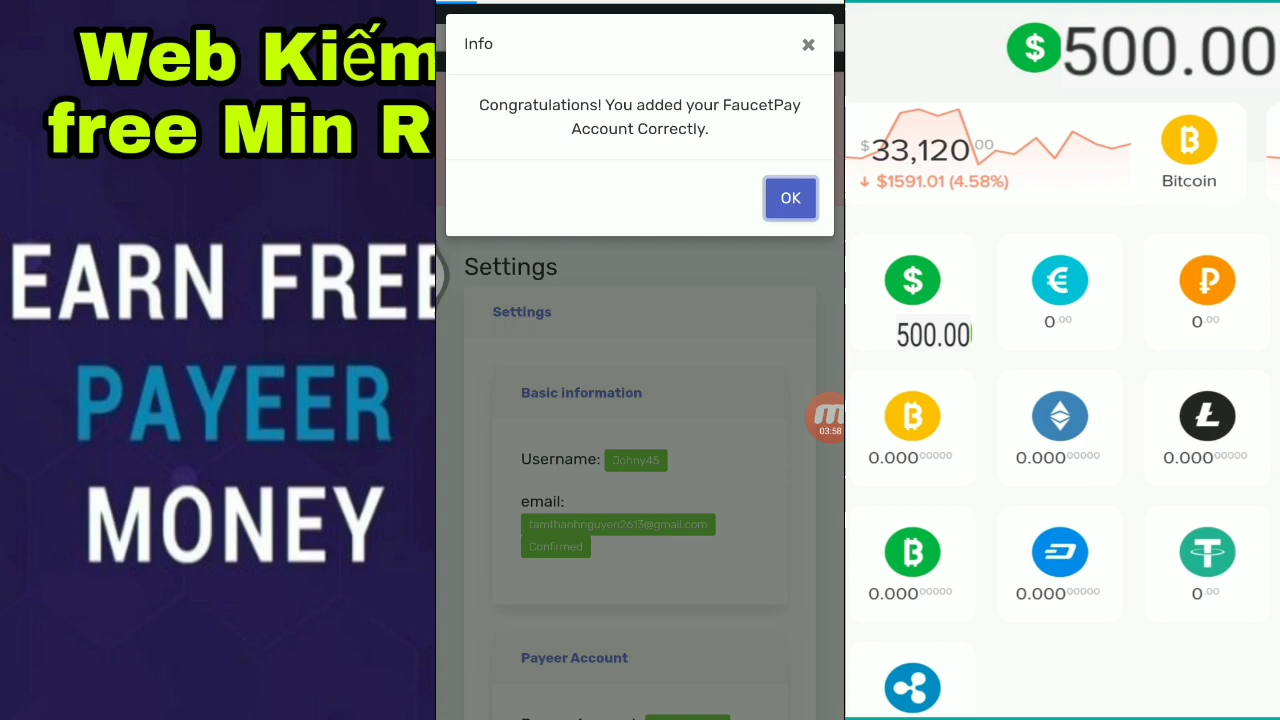 Web Kiếm
free Min R
EARN FREE
PAYEER
MONEY
Info
Congratulations! You added your FaucetPay
Account Correctly.
OK
Settings
Settings
Basic information
Username: Johny45
email:
tamthanhnguyen2613@gmail.com
Confirmed
Payeer Account
03:58
$ 500.00
$33,120.00
↓ $1591.01 (4.58%)
Bitcoin
500.00
0.00
0.00
0.00000000
0.00000000
0.00000000
0.00000000
0.00000000
0.00